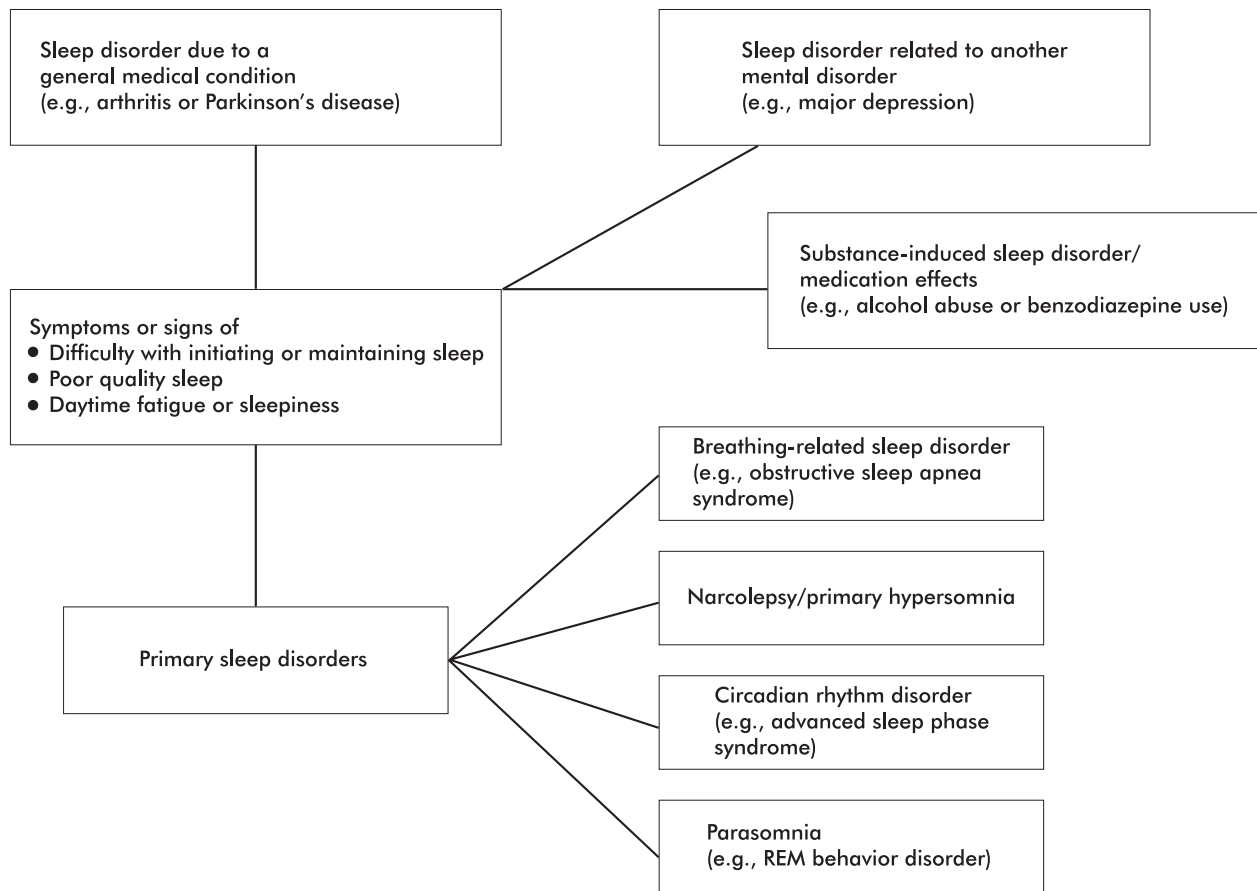 Sleep disorder due to a
general medical condition
(e.g., arthritis or Parkinson's disease)
Sleep disorder related to another
mental disorder
(e.g., major depression)
Substance-induced sleep disorder/
medication effects
(e.g., alcohol abuse or benzodiazepine use)
Symptoms or signs of
● Difficulty with initiating or maintaining sleep
● Poor quality sleep
● Daytime fatigue or sleepiness
Breathing-related sleep disorder
(e.g., obstructive sleep apnea
syndrome)
Narcolepsy/primary hypersomnia
Primary sleep disorders
Circadian rhythm disorder
(e.g., advanced sleep phase
syndrome)
Parasomnia
(e.g., REM behavior disorder)